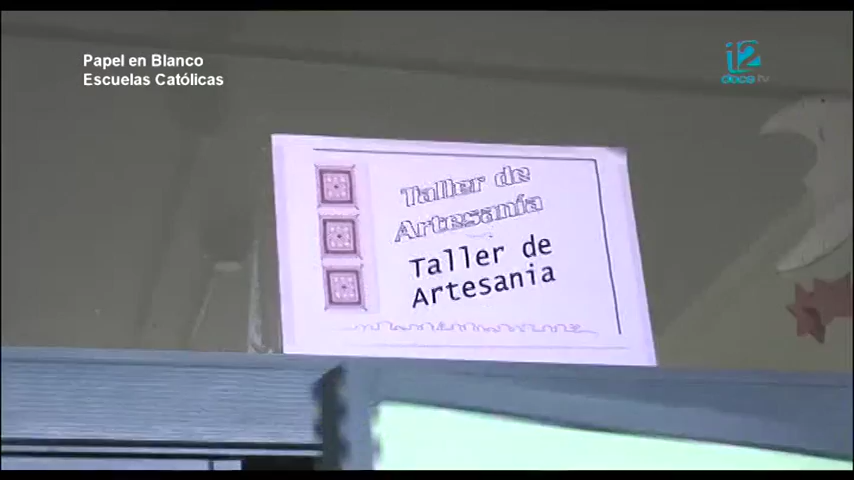 Papel en Blanco
Escuelas Católicas
12
doce tv
Taller de
Artesanía
Taller de
Artesania